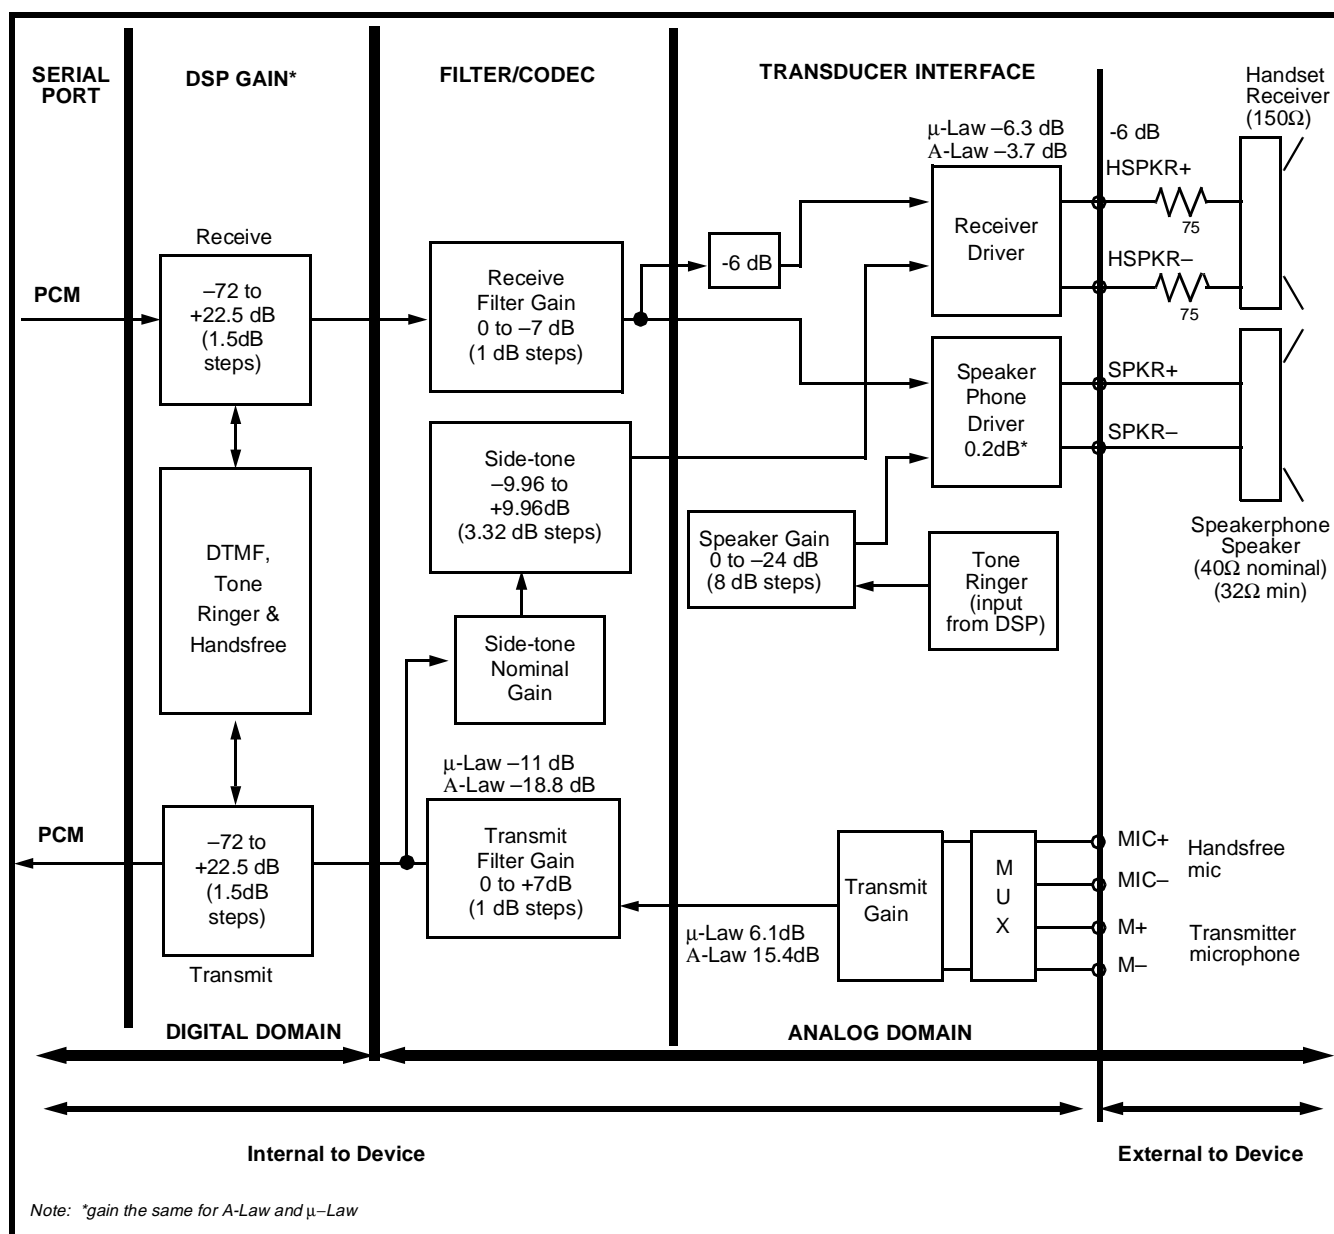 SERIAL
PORT
DSP GAIN*
FILTER/CODEC
TRANSDUCER INTERFACE
Handset
Receiver
(150Ω)
μ-Law –6.3 dB
A-Law –3.7 dB
-6 dB
HSPKR+
75
HSPKR–
75
Receiver
Driver
-6 dB
Receive
–72 to
+22.5 dB
(1.5dB
steps)
PCM
Receive
Filter Gain
0 to –7 dB
(1 dB steps)
Speaker
Phone
Driver
0.2dB*
SPKR+
SPKR–
Side-tone
–9.96 to
+9.96dB
(3.32 dB steps)
Speaker Gain
0 to –24 dB
(8 dB steps)
Tone
Ringer
(input
from DSP)
Speakerphone
Speaker
(40Ω nominal)
(32Ω min)
DTMF,
Tone
Ringer &
Handsfree
Side-tone
Nominal
Gain
μ-Law –11 dB
A-Law –18.8 dB
PCM
–72 to
+22.5 dB
(1.5dB
steps)
Transmit
Transmit
Filter Gain
0 to +7dB
(1 dB steps)
μ-Law 6.1dB
A-Law 15.4dB
Transmit
Gain
M
U
X
MIC+
MIC–
Handsfree
mic
M+
M–
Transmitter
microphone
DIGITAL DOMAIN
ANALOG DOMAIN
Internal to Device
External to Device
Note: *gain the same for A-Law and μ–Law